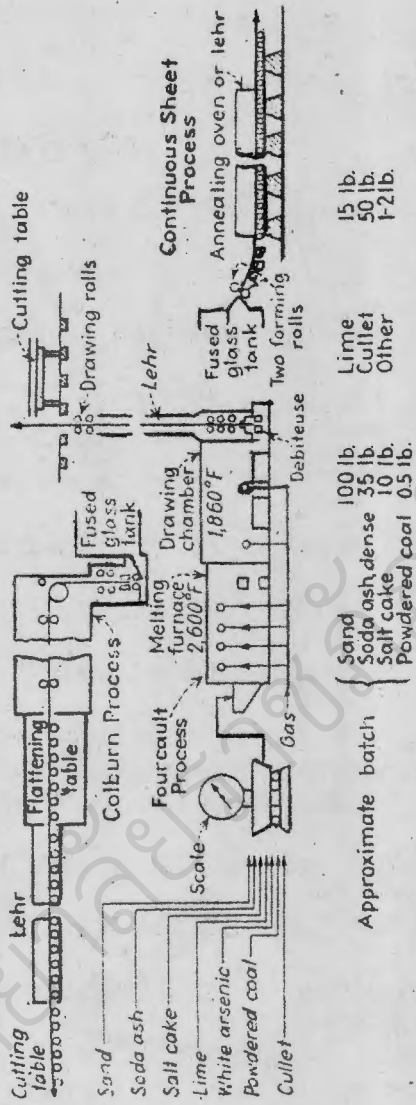 Cutting table
Lehr
Flattening table
Colburn Process
Fused glass tank
Cutting table
Drawing rolls
Lehr
Sand
Soda ash
Salt cake
Lime
White arsenic
Powdered coal
Cullet
Scale
Fourcault Process
Melting furnace
2,600°F
Drawing chamber
1,860°F
Gas
Debiteuse
Continuous Sheet Process
Fused glass tank
Annealing oven or lehr
Two forming rolls
Approximate batch
Sand 100 lb. Lime 15 lb.
Soda ash, dense 35 lb. Cullet 50 lb.
Salt cake 10 lb. Other 1-2 lb.
Powdered coal 0.5 lb.